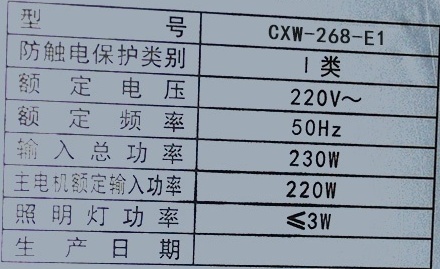 型 号 CXW-268-E1
防触电保护类别 Ⅰ类
额定电压 220V～
额定频率 50Hz
输入总功率 230W
主电机额定输入功率 220W
照明灯功率 ≤3W
生产日期